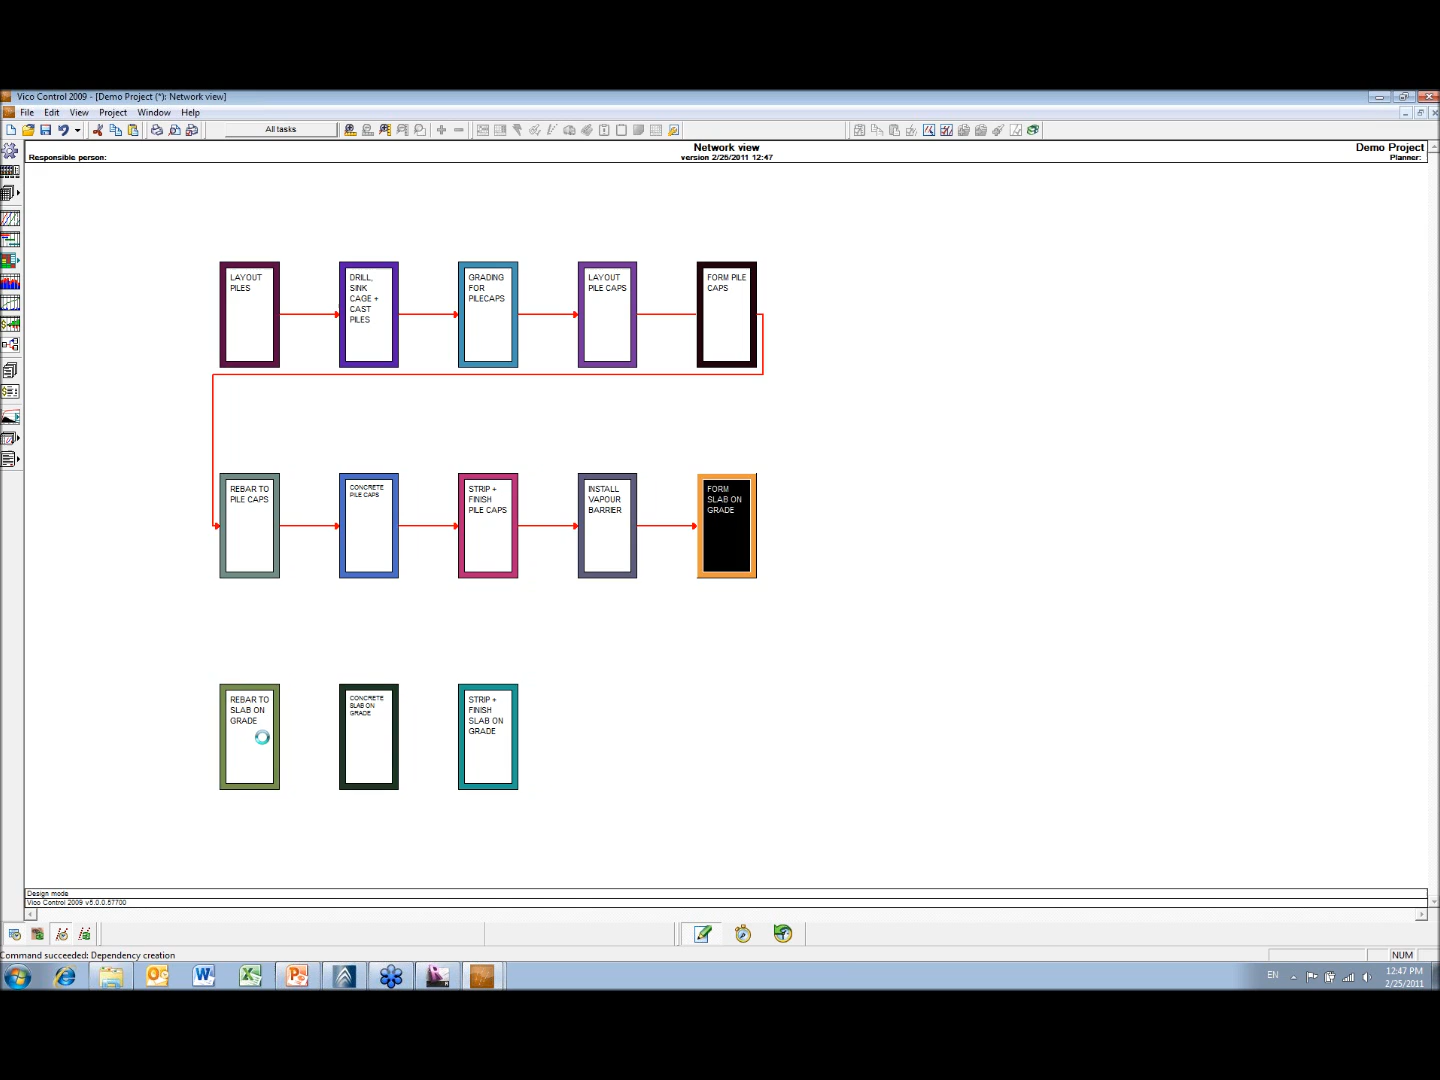 Vico Control 2009 - [Demo Project (*): Network view]
File Edit View Project Window Help
All tasks
Network view
Demo Project
Responsible person:
version 2/25/2011 12:47
Planner:
LAYOUT
PILES
DRILL,
SINK
CAGE +
CAST
PILES
GRADING
FOR
PILECAPS
LAYOUT
PILE CAPS
FORM PILE
CAPS
REBAR TO
PILE CAPS
CONCRETE
PILE CAPS
STRIP +
FINISH
PILE CAPS
INSTALL
VAPOUR
BARRIER
FORM
SLAB ON
GRADE
REBAR TO
SLAB ON
GRADE
CONCRETE
SLAB ON
GRADE
STRIP +
FINISH
SLAB ON
GRADE
Design mode
Vico Control 2009 v5.0.0.57700
Command succeeded: Dependency creation
NUM
EN
12:47 PM
2/25/2011